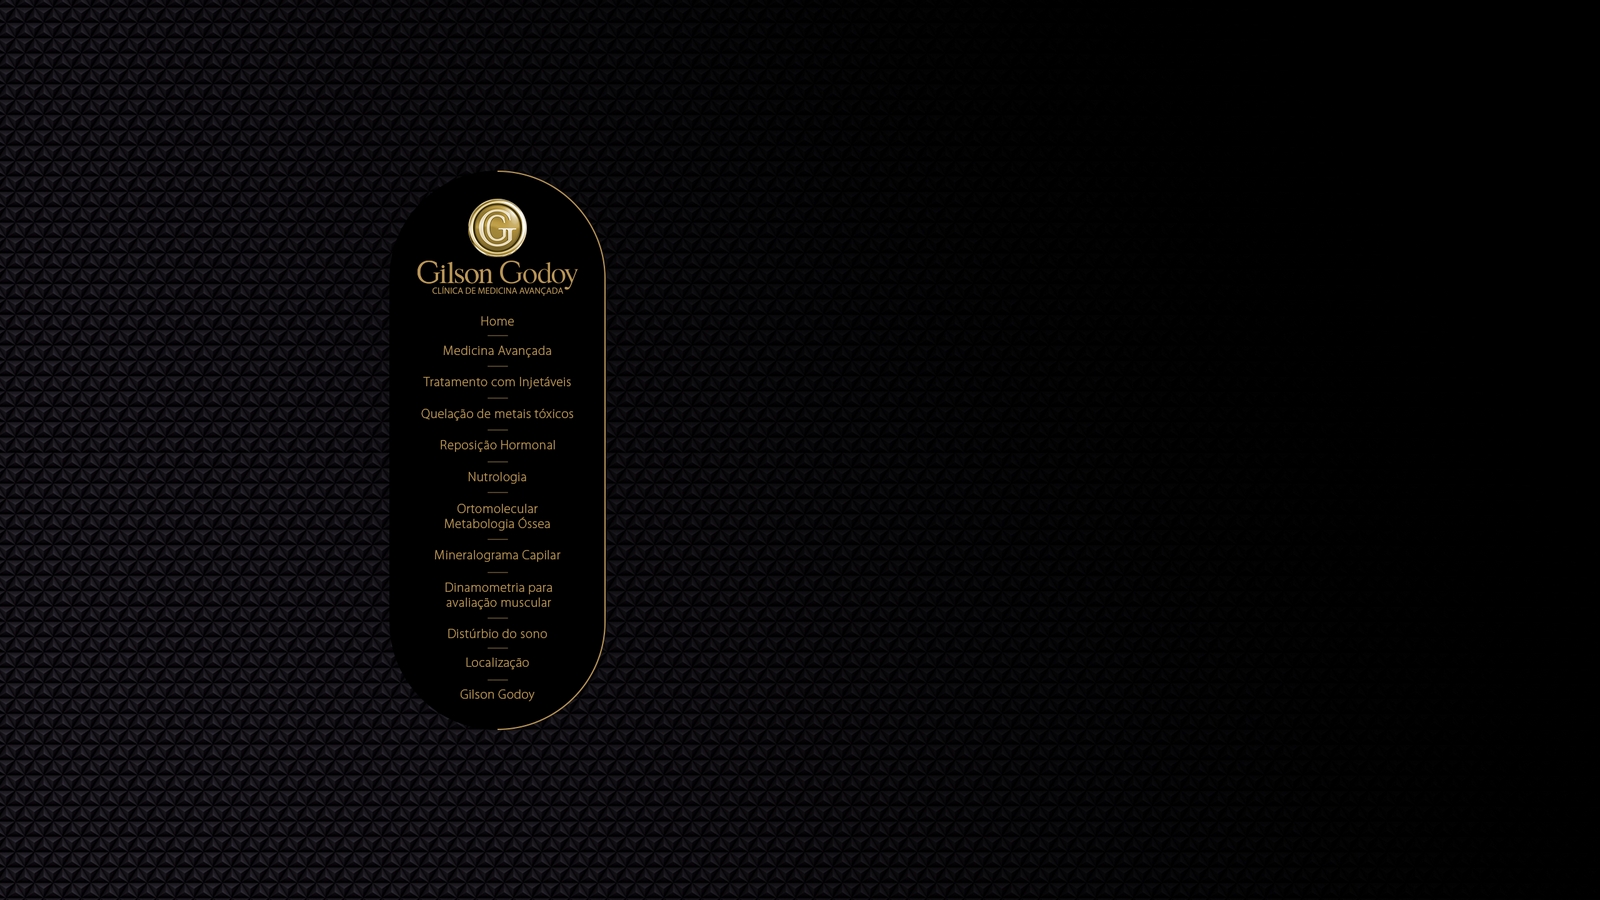 G
Gilson Godoy
CLÍNICA DE MEDICINA AVANÇADA
Home
Medicina Avançada
Tratamento com Injetáveis
Quelação de metais tóxicos
Reposição Hormonal
Nutrologia
Ortomolecular
Metabologia Óssea
Mineralograma Capilar
Dinamometria para
avaliação muscular
Distúrbio do sono
Localização
Gilson Godoy